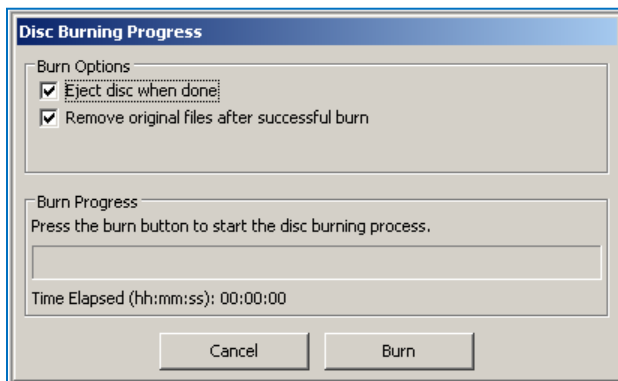 Disc Burning Progress
Burn Options
Eject disc when done
Remove original files after successful burn
Burn Progress
Press the burn button to start the disc burning process.
Time Elapsed (hh:mm:ss): 00:00:00
Cancel
Burn